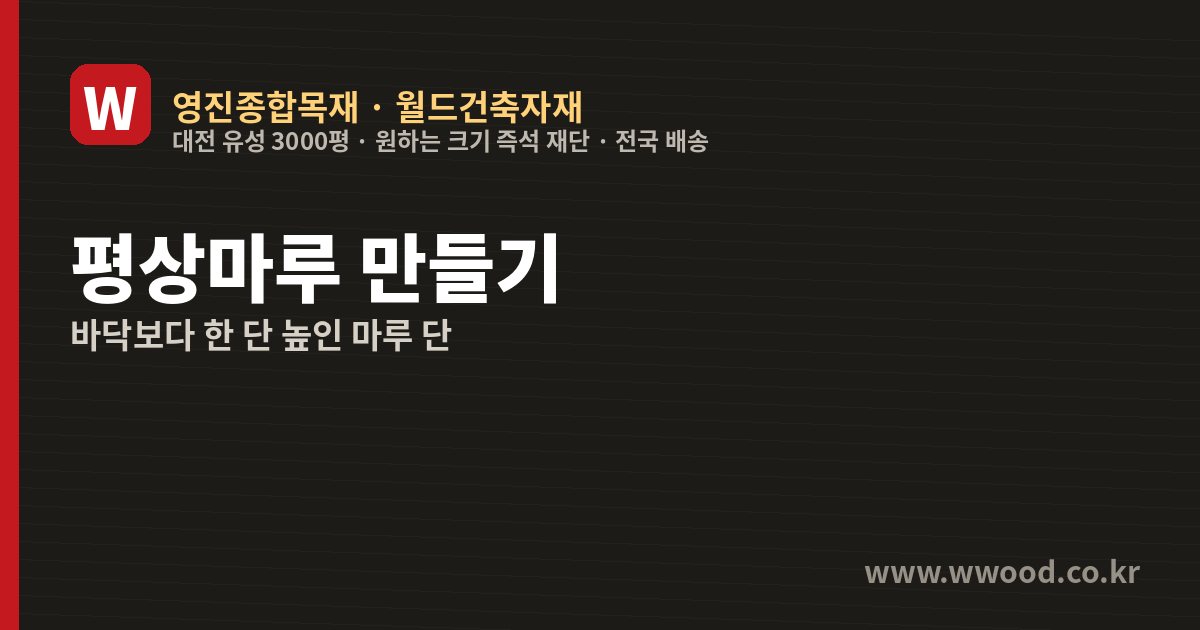 W
영진종합목재 · 월드건축자재
대전 유성 3000평 · 원하는 크기 즉석 재단 · 전국 배송
평상마루 만들기
바닥보다 한 단 높인 마루 단
www.wwood.co.kr